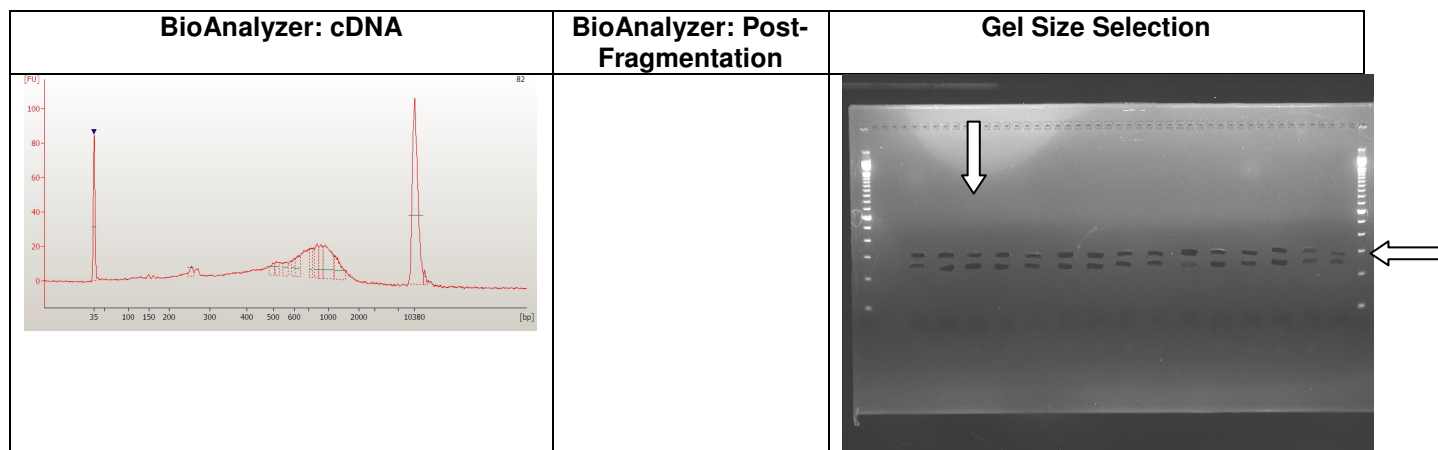 BioAnalyzer: cDNA
BioAnalyzer: Post-
Fragmentation
Gel Size Selection
[FU]
82
100
80
60
40
20
0
35 100 150 200 300 400 500 600 1000 2000 10380 [bp]